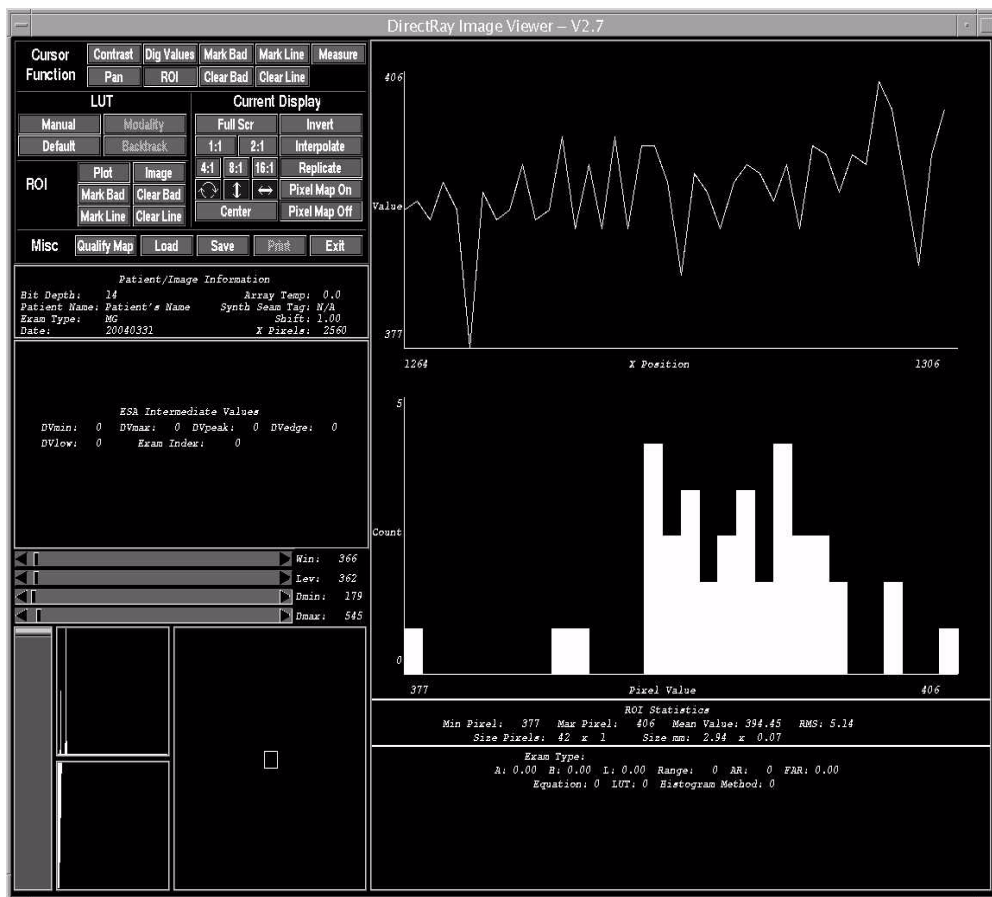 DirectRay Image Viewer – V2.7
Cursor Function
Contrast Dig Values Mark Bad Mark Line Measure
Pan ROI Clear Bad Clear Line
LUT
Manual Modality
Default Backtrack
Current Display
Full Scr Invert
1:1 2:1 Interpolate
4:1 8:1 16:1 Replicate
Pixel Map On
Center Pixel Map Off
ROI
Plot Image
Mark Bad Clear Bad
Mark Line Clear Line
Misc Qualify Map Load Save Print Exit
Patient/Image Information
Bit Depth: 14 Array Temp: 0.0
Patient Name: Patient's Name Synth Seam Tag: N/A
Exam Type: MG Shift: 1.00
Date: 20040331 X Pixels: 2560
ESA Intermediate Values
DVmin: 0 DVmax: 0 DVpeak: 0 DVedge: 0
DVlow: 0 Exam Index: 0
Win: 366
Lev: 362
Dmin: 179
Dmax: 545
406
Value
377
1264 X Position 1306
5
Count
0
377 Pixel Value 406
ROI Statistics
Min Pixel: 377 Max Pixel: 406 Mean Value: 394.45 RMS: 5.14
Size Pixels: 42 x 1 Size mm: 2.94 x 0.07
Exam Type:
A: 0.00 B: 0.00 L: 0.00 Range: 0 AR: 0 FAR: 0.00
Equation: 0 LUT: 0 Histogram Method: 0